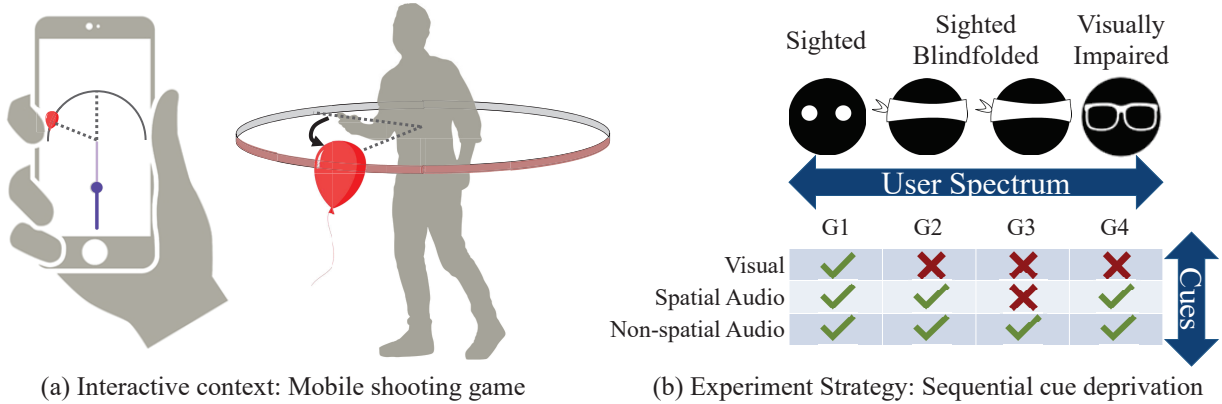 Sighted
Sighted
Blindfolded
Visually
Impaired
User Spectrum
G1 G2 G3 G4
Visual
Spatial Audio
Non-spatial Audio
Cues
(a) Interactive context: Mobile shooting game
(b) Experiment Strategy: Sequential cue deprivation